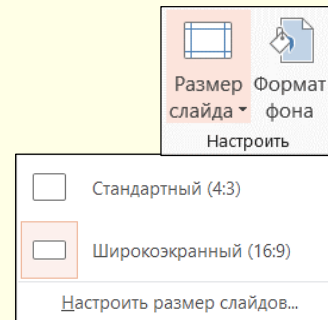 Размер Формат
слайда фона
Настроить
Стандартный (4:3)
Широкоэкранный (16:9)
Настроить размер слайдов...